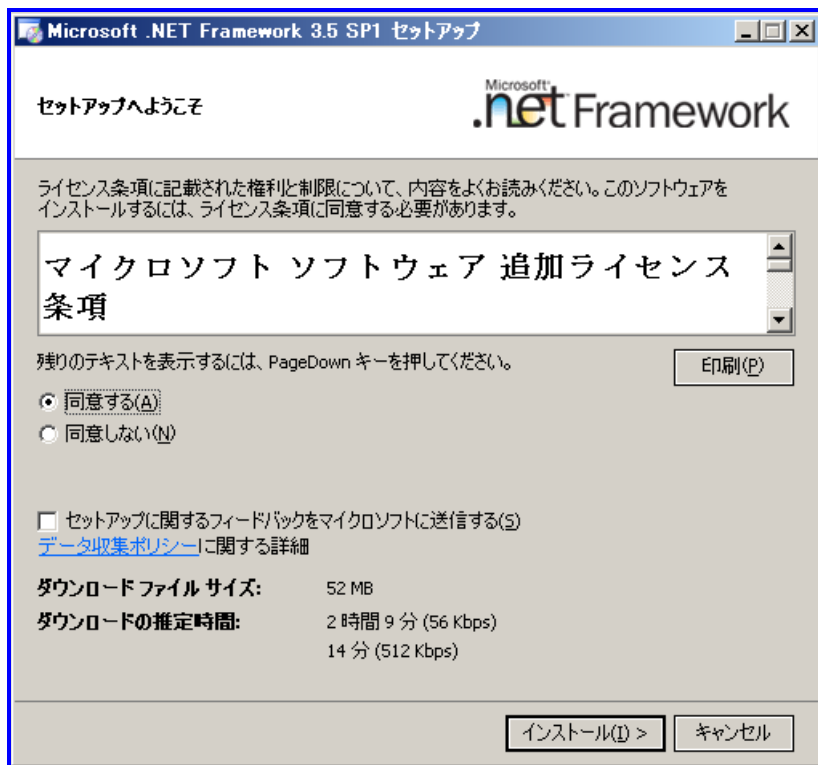 Microsoft .NET Framework 3.5 SP1 セットアップ
セットアップへようこそ
Microsoft
.net Framework
ライセンス条項に記載された権利と制限について、内容をよくお読みください。このソフトウェアを
インストールするには、ライセンス条項に同意する必要があります。
マイクロソフト ソフトウェア 追加ライセンス
条項
残りのテキストを表示するには、PageDown キーを押してください。
印刷(P)
同意する(A)
同意しない(N)
セットアップに関するフィードバックをマイクロソフトに送信する(S)
データ収集ポリシーに関する詳細
ダウンロード ファイル サイズ: 52 MB
ダウンロードの推定時間: 2 時間 9 分 (56 Kbps)
14 分 (512 Kbps)
インストール(I) > キャンセル